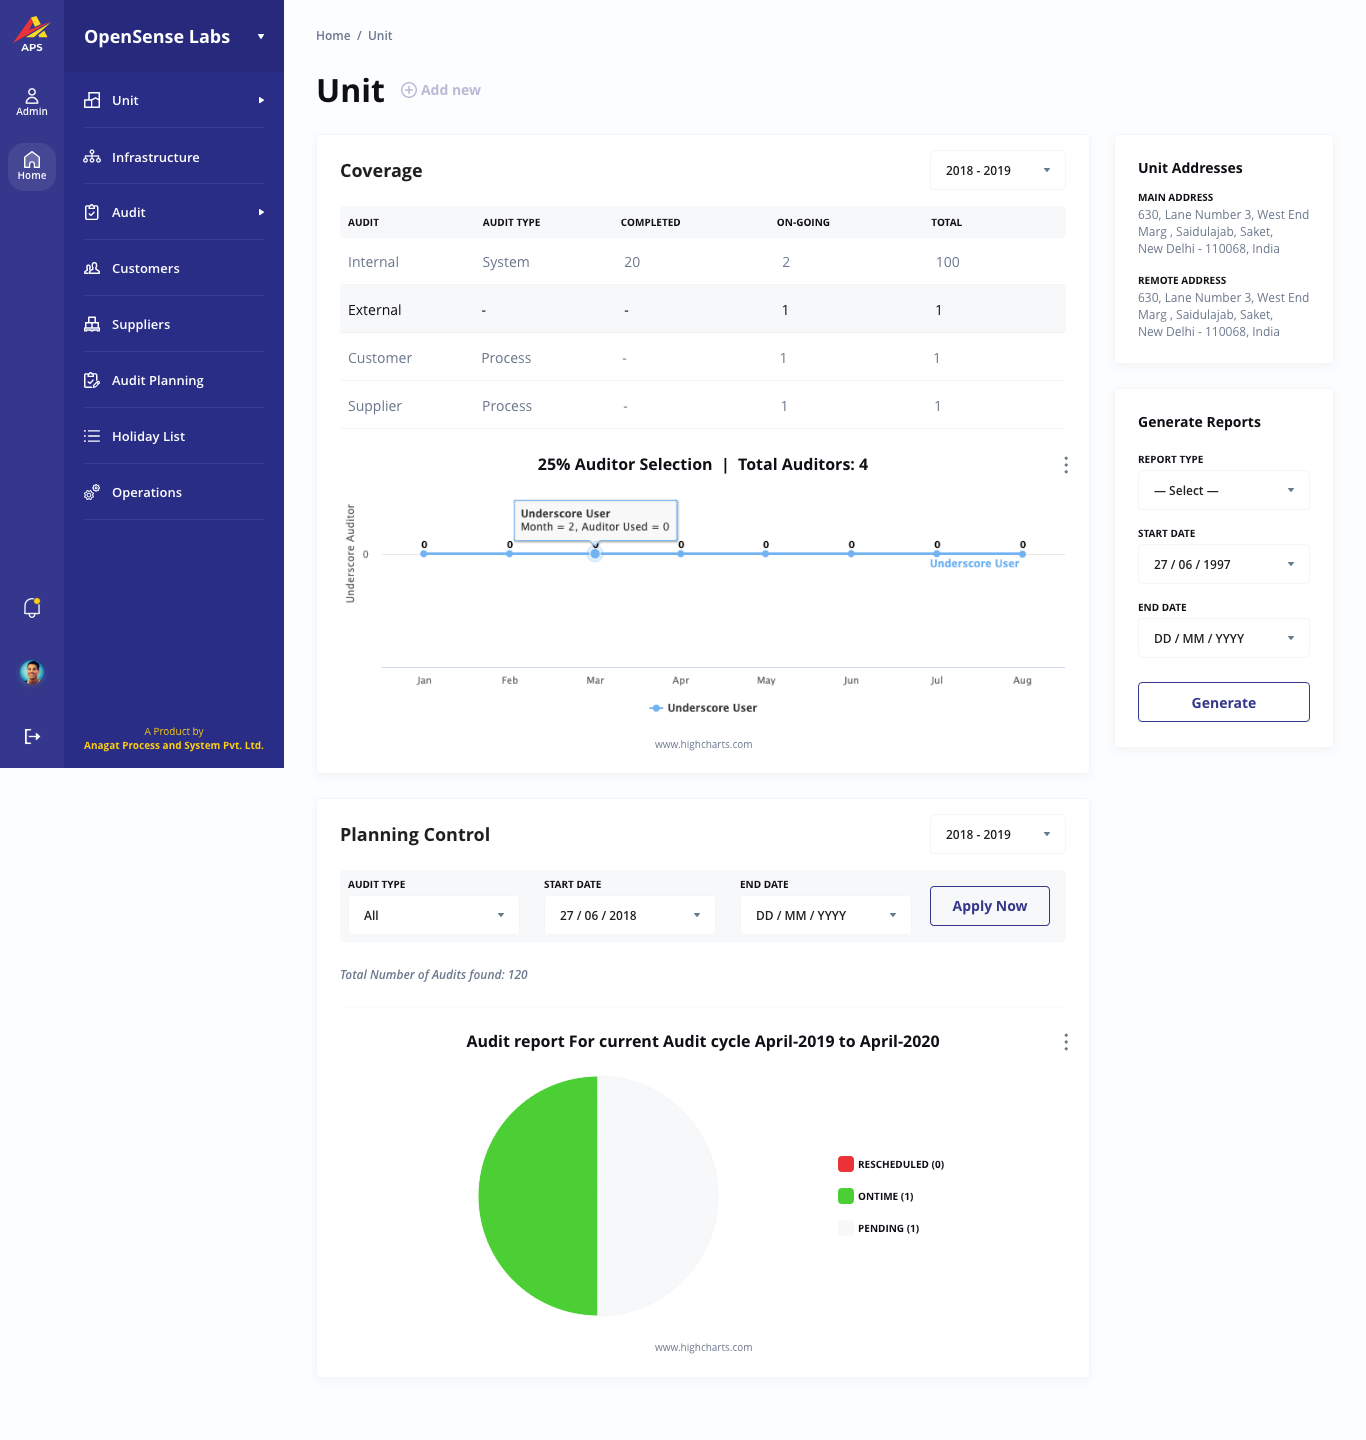 APS
Admin
Home
OpenSense Labs
Unit
Infrastructure
Audit
Customers
Suppliers
Audit Planning
Holiday List
Operations
A Product by
Anagat Process and System Pvt. Ltd.
Home / Unit
Unit
Add new
Coverage
2018 - 2019
AUDIT AUDIT TYPE COMPLETED ON-GOING TOTAL
Internal System 20 2 100
External - - 1 1
Customer Process - 1 1
Supplier Process - 1 1
25% Auditor Selection | Total Auditors: 4
Underscore Auditor
Underscore User
Month = 2, Auditor Used = 0
0 0 0 0 0 0 0 0
0
Underscore User
Jan Feb Mar Apr May Jun Jul Aug
Underscore User
www.highcharts.com
Unit Addresses
MAIN ADDRESS
630, Lane Number 3, West End
Marg , Saidulajab, Saket,
New Delhi - 110068, India
REMOTE ADDRESS
630, Lane Number 3, West End
Marg , Saidulajab, Saket,
New Delhi - 110068, India
Generate Reports
REPORT TYPE
— Select —
START DATE
27 / 06 / 1997
END DATE
DD / MM / YYYY
Generate
Planning Control
2018 - 2019
AUDIT TYPE START DATE END DATE
All 27 / 06 / 2018 DD / MM / YYYY
Apply Now
Total Number of Audits found: 120
Audit report For current Audit cycle April-2019 to April-2020
RESCHEDULED (0)
ONTIME (1)
PENDING (1)
www.highcharts.com